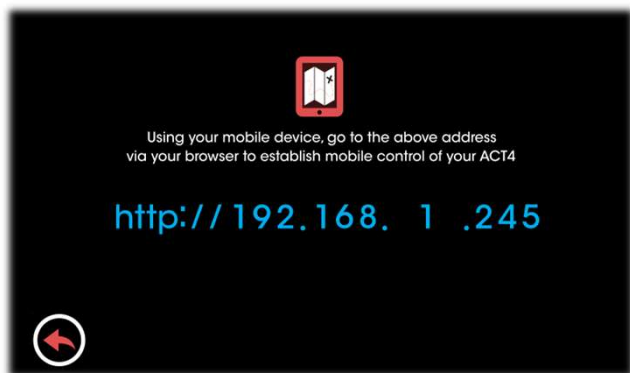 Using your mobile device, go to the above address
via your browser to establish mobile control of your ACT4
http://192.168. 1 .245